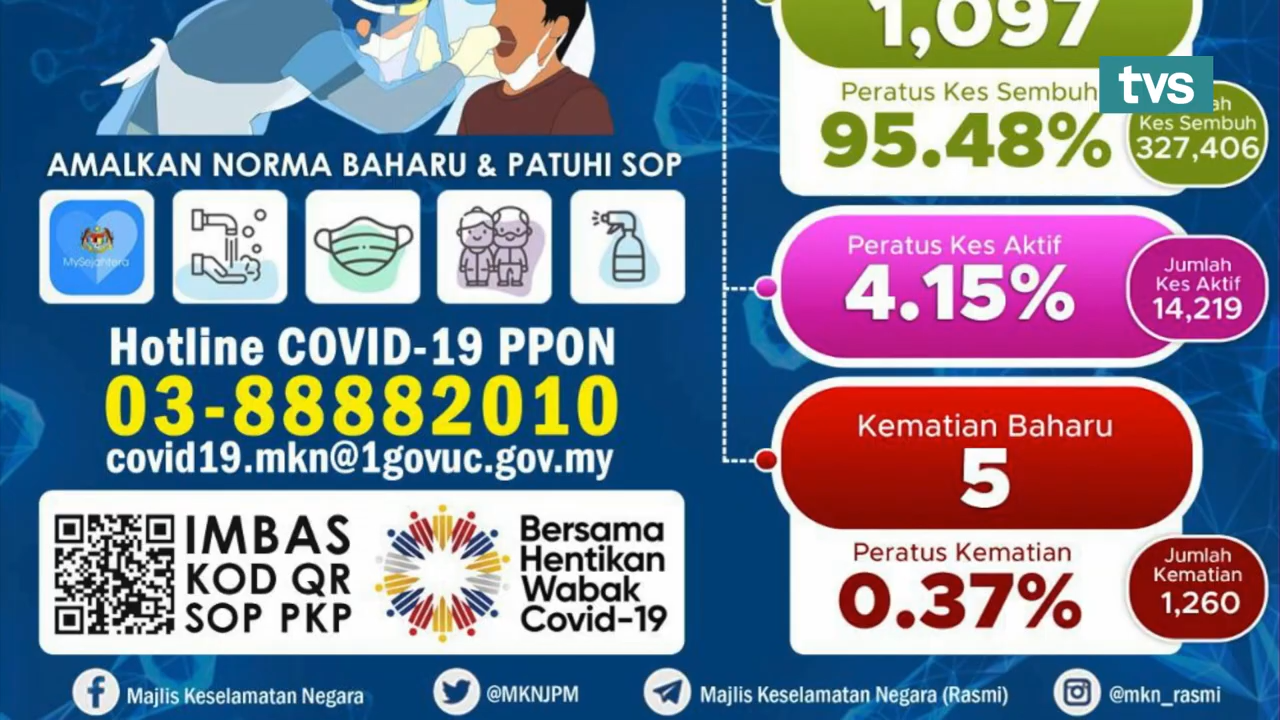 AMALKAN NORMA BAHARU & PATUHI SOP
MySejahtera
Hotline COVID-19 PPON
03-88882010
covid19.mkn@1govuc.gov.my
IMBAS
KOD QR
SOP PKP
Bersama
Hentikan
Wabak
Covid-19
1,097
tvs
Peratus Kes Sembuh
95.48%
Kes Sembuh
327,406
Peratus Kes Aktif
4.15%
Jumlah
Kes Aktif
14,219
Kematian Baharu
5
Peratus Kematian
0.37%
Jumlah
Kematian
1,260
Majlis Keselamatan Negara
@MKNJPM
Majlis Keselamatan Negara (Rasmi)
@mkn_rasmi